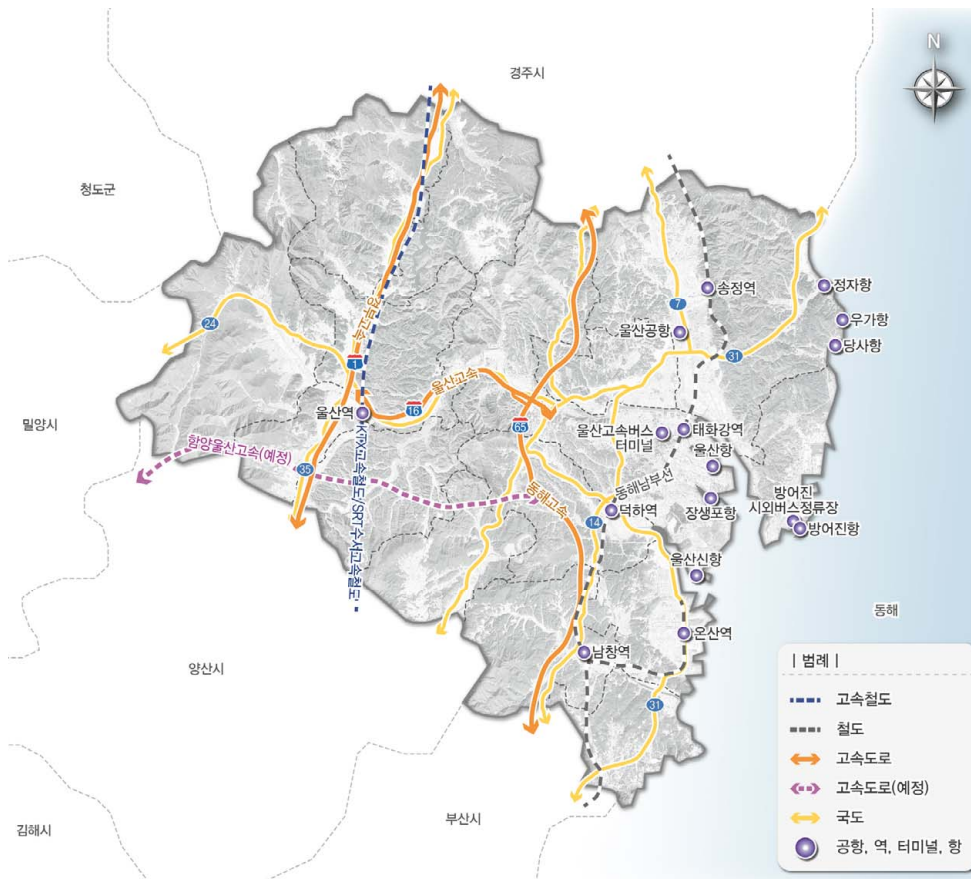 N
경주시
청도군
송정역
정자항
24
7
울산공항
우가항
경부고속
31
당사항
1
울산고속
밀양시
울산역
16
65
울산고속버스
터미널
태화강역
함양울산고속(예정)
울산항
35
KTX고속철도/SRT 수서고속철도
동해고속
동해남부선
덕하역
14
장생포항
방어진
시외버스정류장
방어진항
울산신항
동해
온산역
남창역
양산시
31
부산시
김해시
| 범례 |
고속철도
철도
고속도로
고속도로(예정)
국도
공항, 역, 터미널, 항